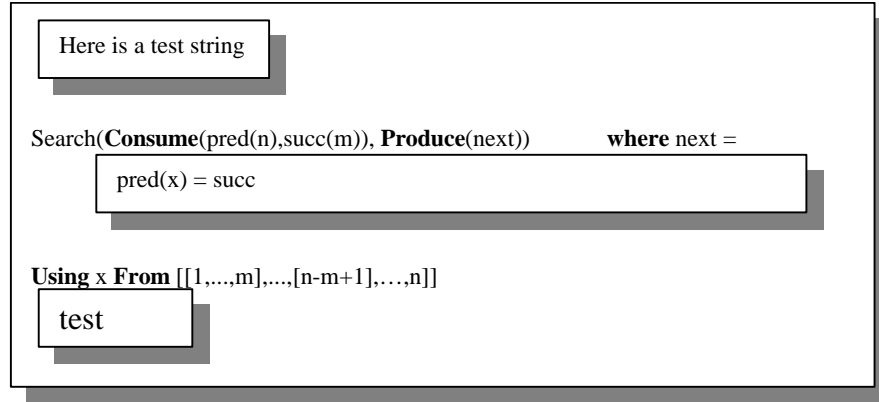 Here is a test string
Search(Consume(pred(n),succ(m)), Produce(next)) where next =
pred(x) = succ
Using x From [[1,...,m],...,[n-m+1],…,n]]
test